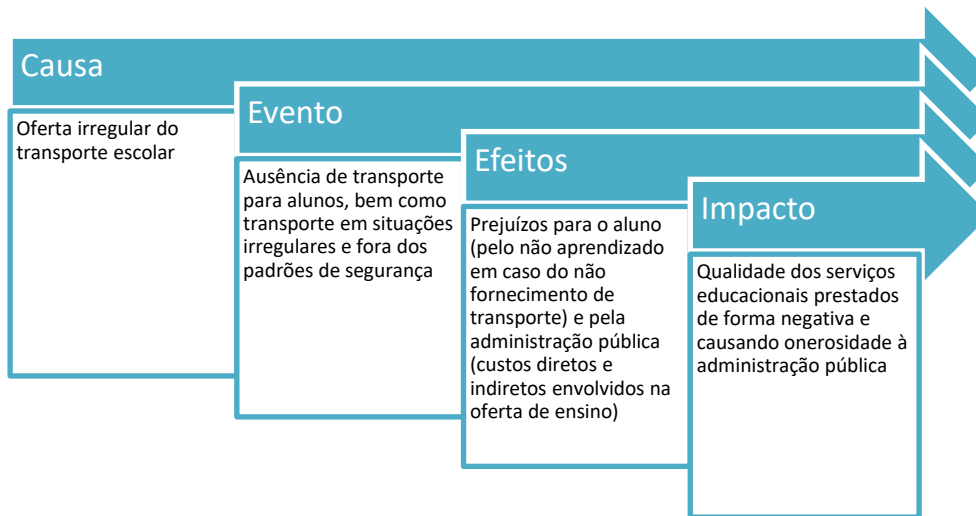 Causa
Oferta irregular do
transporte escolar
Evento
Ausência de transporte
para alunos, bem como
transporte em situações
irregulares e fora dos
padrões de segurança
Efeitos
Prejuízos para o aluno
(pelo não aprendizado
em caso do não
fornecimento de
transporte) e pela
administração pública
(custos diretos e
indiretos envolvidos na
oferta de ensino)
Impacto
Qualidade dos serviços
educacionais prestados
de forma negativa e
causando onerosidade à
administração pública